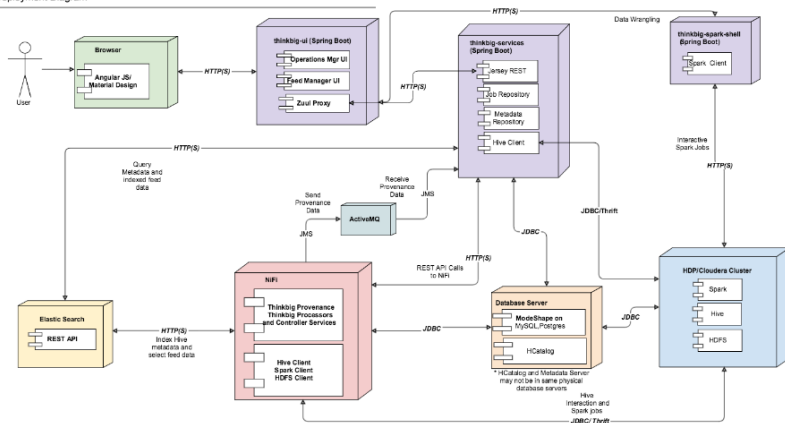 Deployment Diagram
HTTP(S)
Data Wrangling
thinkbig-ui (Spring Boot)
Operations Mgr UI
Feed Manager UI
Zuul Proxy
thinkbig-services
(Spring Boot)
Jersey REST
Job Repository
Metadata
Repository
Hive Client
thinkbig-spark-shell
(Spring Boot)
Spark Client
Browser
Angular JS/
Material Design
User
HTTP(S)
HTTP(S)
HTTP(S)
Query
Metadata and
indexed feed
data
Interactive
Spark Jobs
HTTP(S)
Send
Provenance
Data
Receive
Provenance
Data
JMS
ActiveMQ
JMS
JDBC/Thrift
JDBC
HTTP(S)
REST API Calls
to NiFi
NiFi
Thinkbig Provenance
Thinkbig Processors
and Controller Services
Hive Client
Spark Client
HDFS Client
Database Server
ModeShape on
MySQL,Postgres
HCatalog
* HCatalog and Metadata Server
may not be in same physical
database servers
HDP/Cloudera Cluster
Spark
Hive
HDFS
JDBC
JDBC
Elastic Search
REST API
HTTP(S)
Index Hive
metadata and
select feed data
Hive
Interaction and
Spark jobs
JDBC/ Thrift